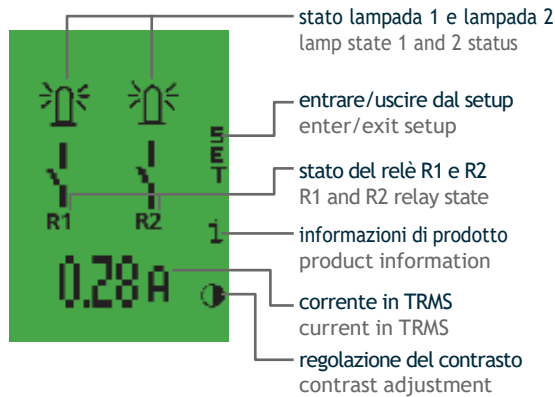 stato lampada 1 e lampada 2
lamp state 1 and 2 status
entrare/uscire dal setup
enter/exit setup
SET
stato del relè R1 e R2
R1 and R2 relay state
R1 R2
i
informazioni di prodotto
product information
0.28 A
corrente in TRMS
current in TRMS
regolazione del contrasto
contrast adjustment